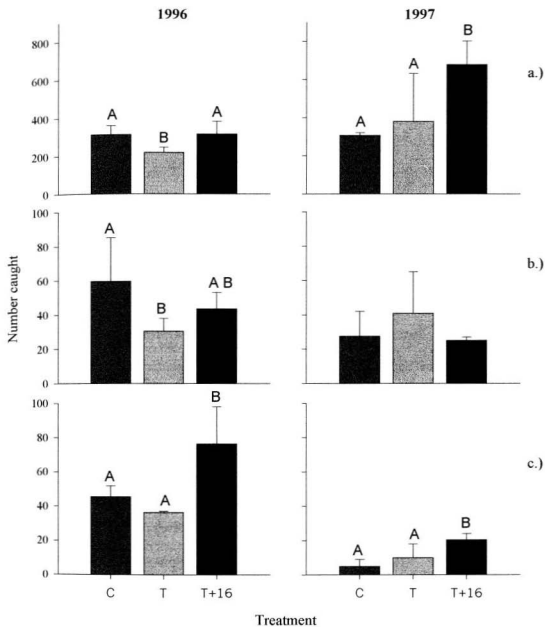 1996 1997
800
600
400
200
0
A B A
A A B
a.)
100
80
60
40
20
0
A B A B
b.)
Number caught
100
80
60
40
20
0
A A B
A A B
c.)
C T T+16 C T T+16
Treatment